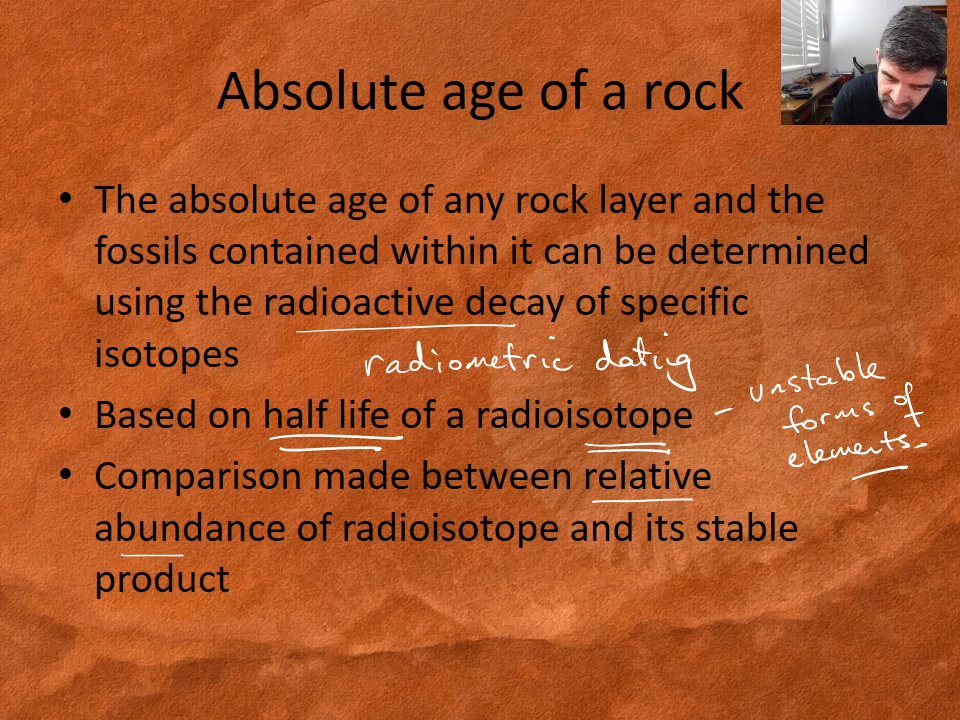 Absolute age of a rock
• The absolute age of any rock layer and the
fossils contained within it can be determined
using the radioactive decay of specific
isotopes
radiometric dating
• Based on half life of a radioisotope
- unstable
forms of
elements
• Comparison made between relative
abundance of radioisotope and its stable
product